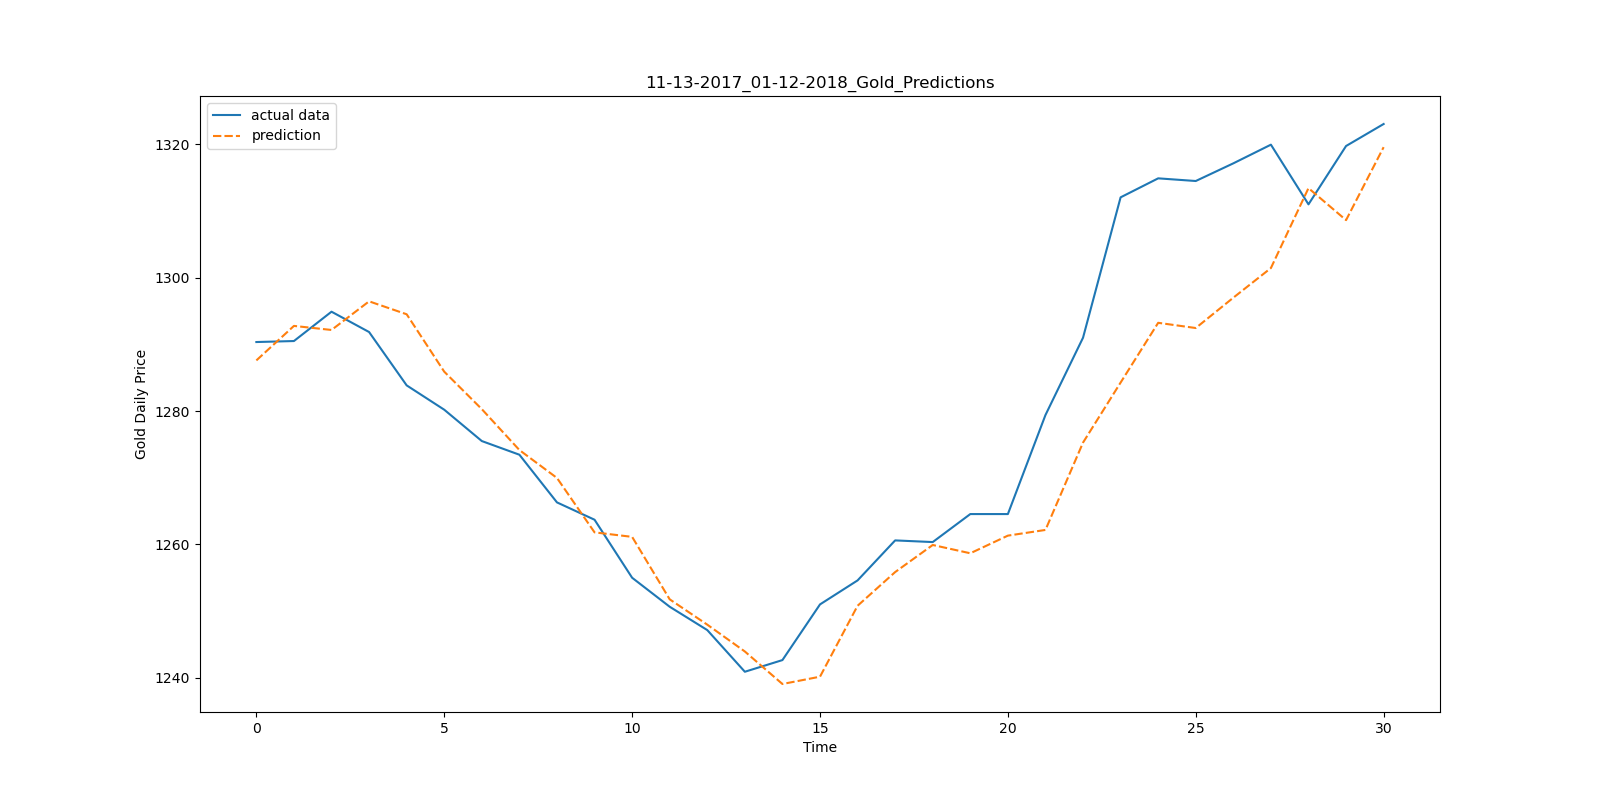 11-13-2017_01-12-2018_Gold_Predictions
actual data
prediction
1320
1300
1280
1260
1240
Gold Daily Price
0 5 10 15 20 25 30
Time